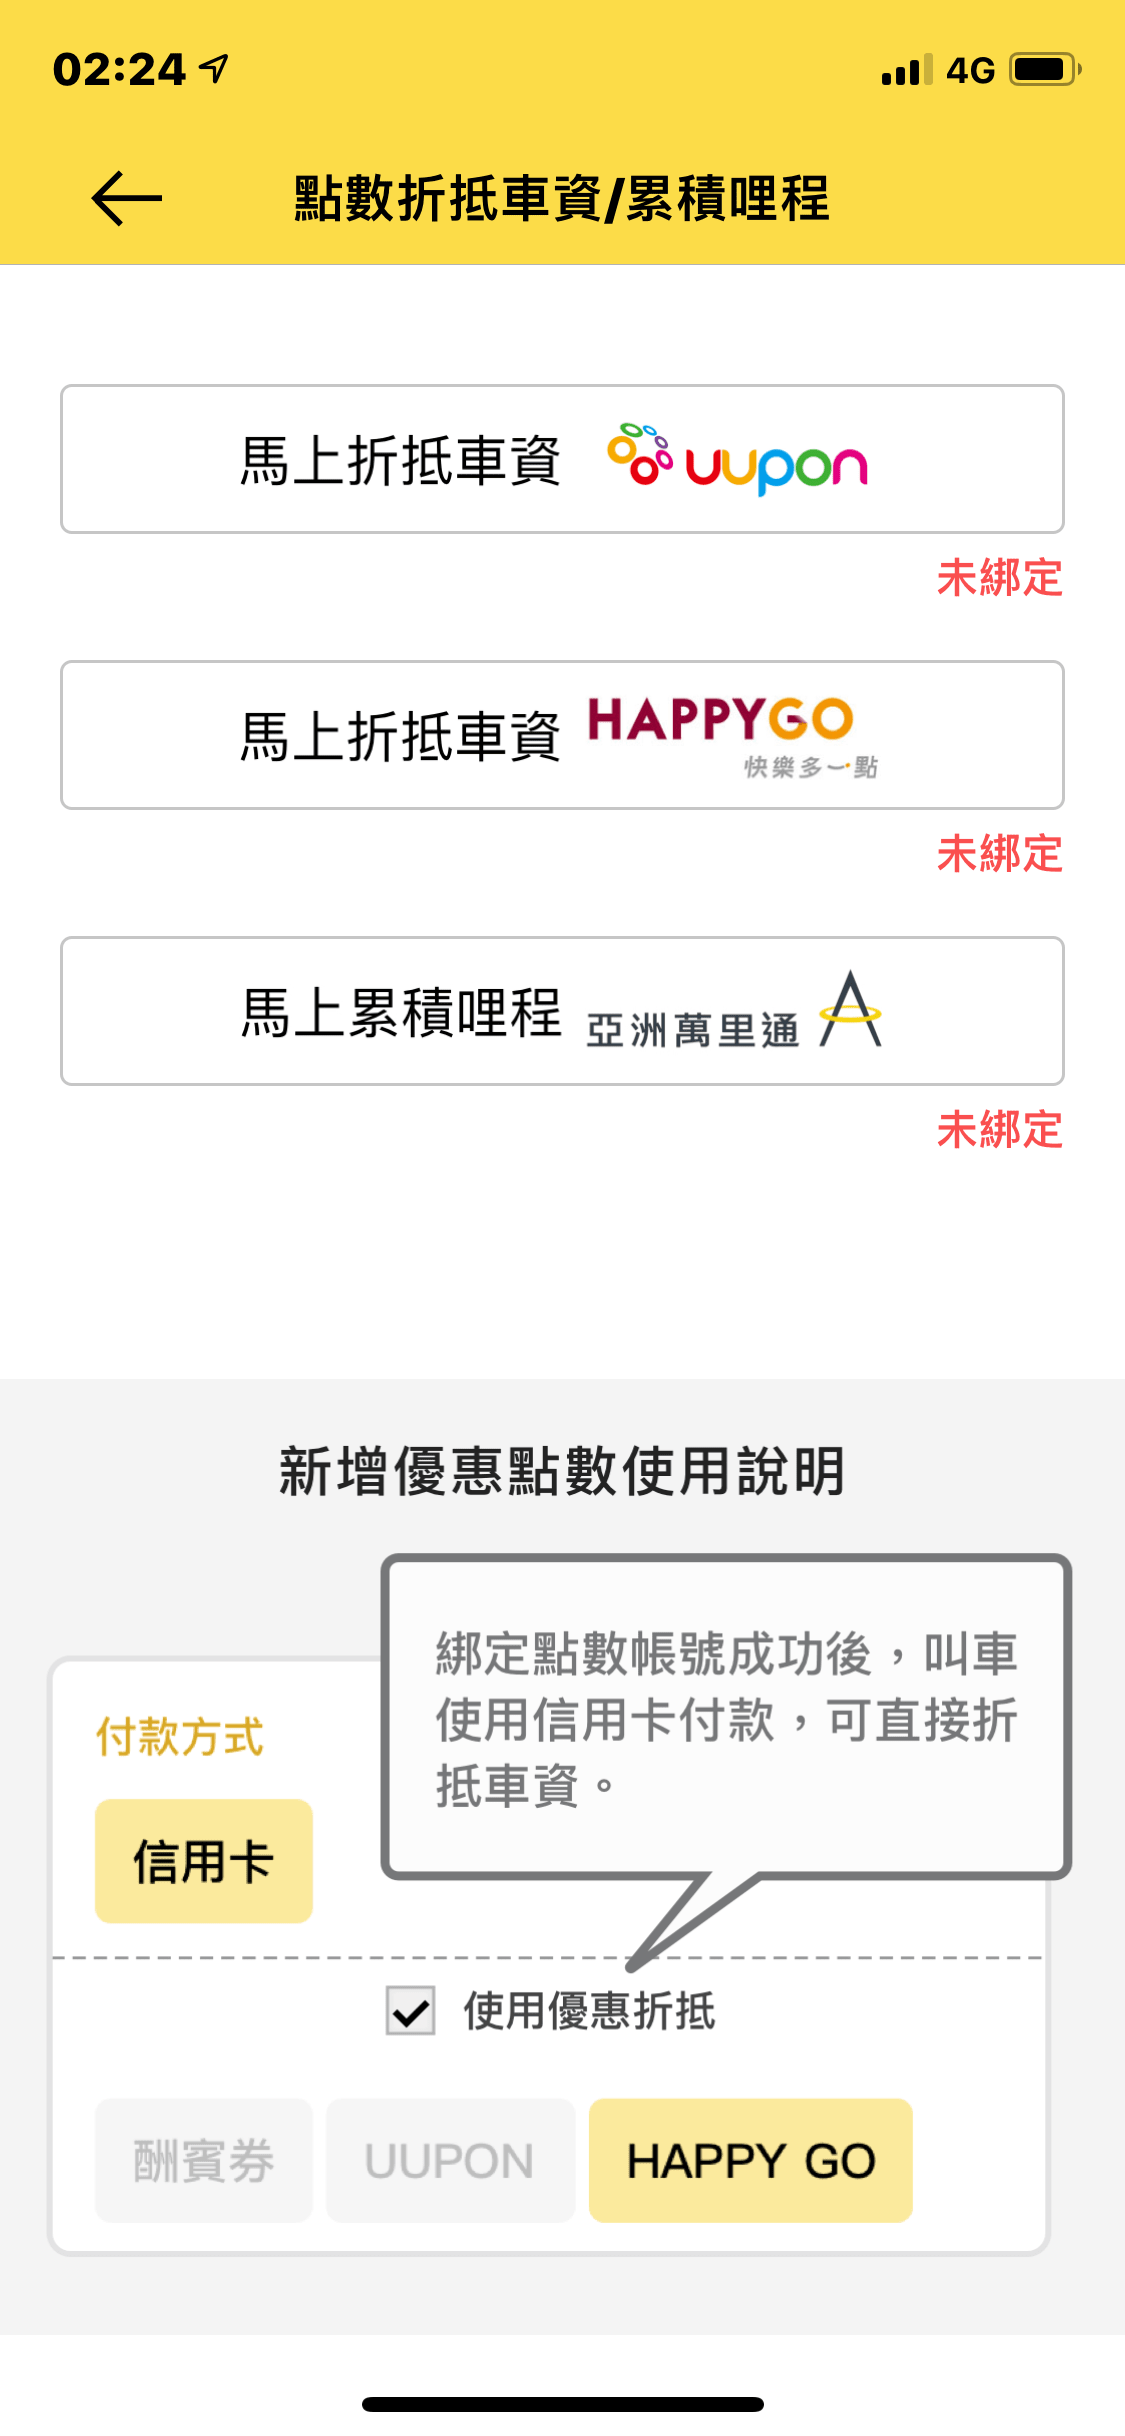 02:24
4G
點數折抵車資/累積哩程
馬上折抵車資 uupon
未綁定
馬上折抵車資 HAPPYGO
快樂多一點
未綁定
馬上累積哩程 亞洲萬里通
未綁定
新增優惠點數使用說明
綁定點數帳號成功後，叫車
使用信用卡付款，可直接折
抵車資。
付款方式
信用卡
使用優惠折抵
酬賓券 UUPON HAPPY GO